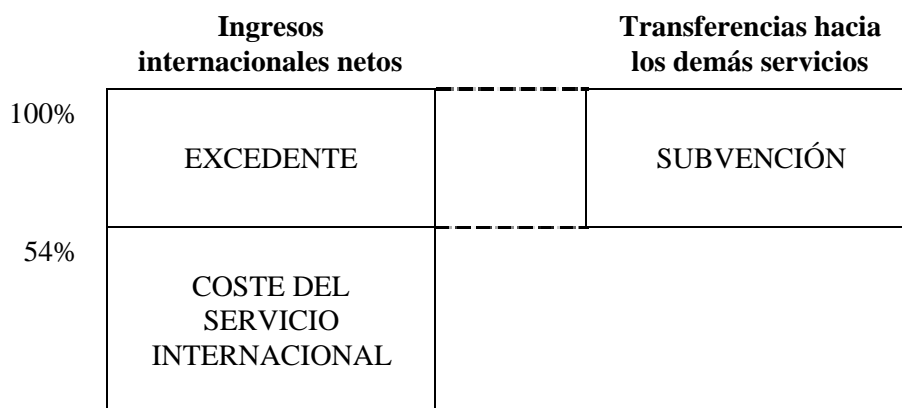 Ingresos
internacionales netos
Transferencias hacia
los demás servicios
100%
EXCEDENTE
SUBVENCIÓN
54%
COSTE DEL
SERVICIO
INTERNACIONAL